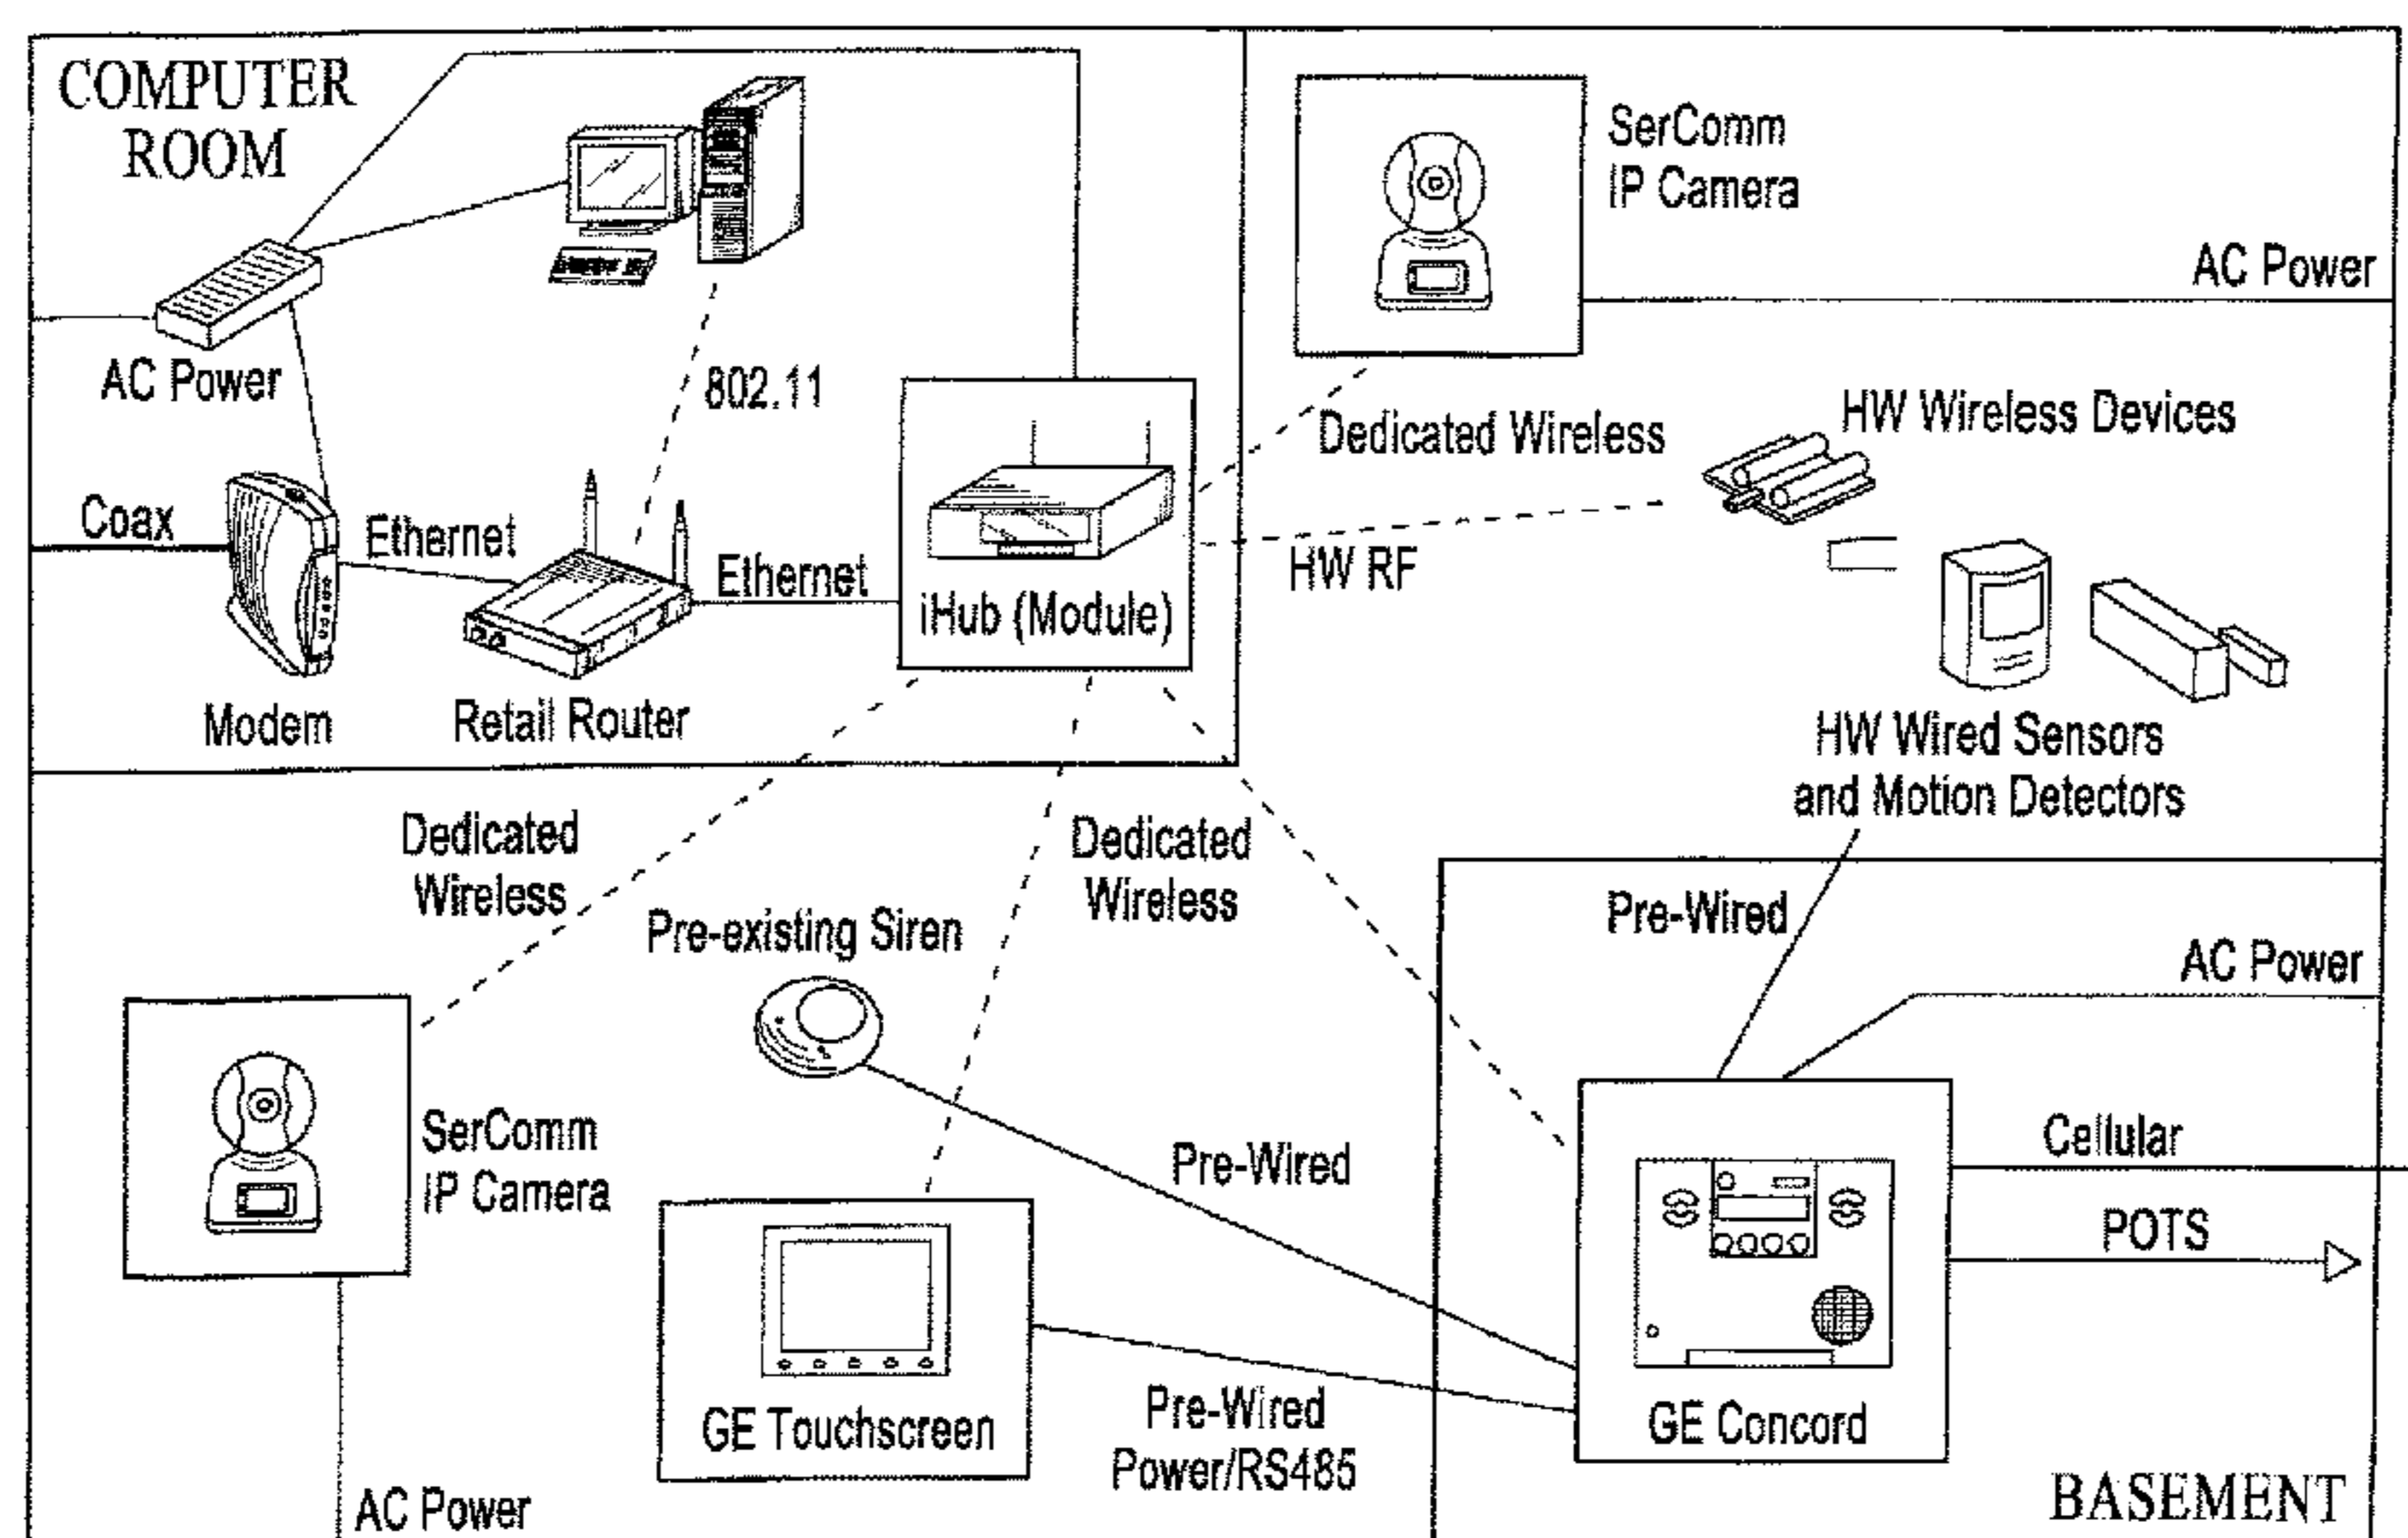 COMPUTER
ROOM
AC Power
802.11
Coax
Ethernet
Ethernet
iHub (Module)
Modem
Retail Router
SerComm
IP Camera
AC Power
Dedicated Wireless
HW Wireless Devices
HW RF
HW Wired Sensors
and Motion Detectors
Dedicated
Wireless
Dedicated
Wireless
Pre-existing Siren
Pre-Wired
AC Power
SerComm
IP Camera
Pre-Wired
Cellular
POTS
GE Touchscreen
Pre-Wired
Power/RS485
GE Concord
AC Power
BASEMENT